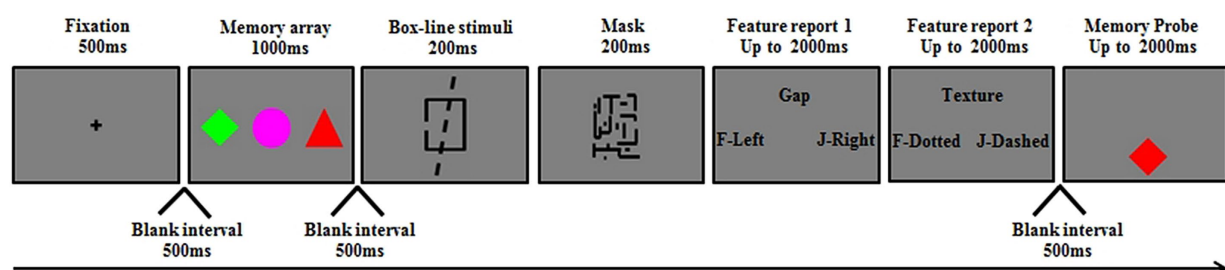 Fixation
500ms
Memory array
1000ms
Box-line stimuli
200ms
Mask
200ms
Feature report 1
Up to 2000ms
Feature report 2
Up to 2000ms
Memory Probe
Up to 2000ms
Gap
F-Left J-Right
Texture
F-Dotted J-Dashed
Blank interval
500ms
Blank interval
500ms
Blank interval
500ms